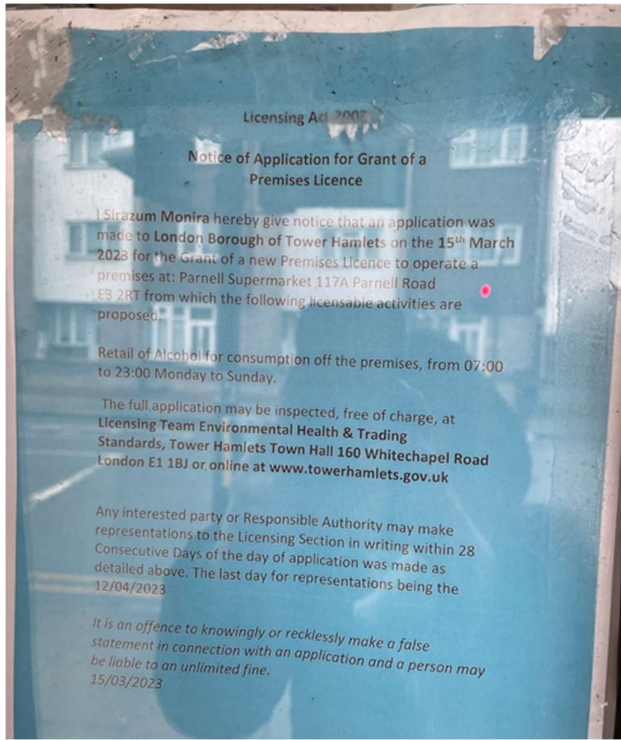 Licensing Act 2003
Notice of Application for Grant of a
Premises Licence
I Sirazum Monira hereby give notice that an application was
made to London Borough of Tower Hamlets on the 15th March
2023 for the Grant of a new Premises Licence to operate a
premises at: Parnell Supermarket 117A Parnell Road
E3 2RT from which the following licensable activities are
proposed.
Retail of Alcohol for consumption off the premises, from 07:00
to 23:00 Monday to Sunday.
The full application may be inspected, free of charge, at
Licensing Team Environmental Health & Trading
Standards, Tower Hamlets Town Hall 160 Whitechapel Road
London E1 1BJ or online at www.towerhamlets.gov.uk
Any interested party or Responsible Authority may make
representations to the Licensing Section in writing within 28
Consecutive Days of the day of application was made as
detailed above. The last day for representations being the
12/04/2023
It is an offence to knowingly or recklessly make a false
statement in connection with an application and a person may
be liable to an unlimited fine.
15/03/2023